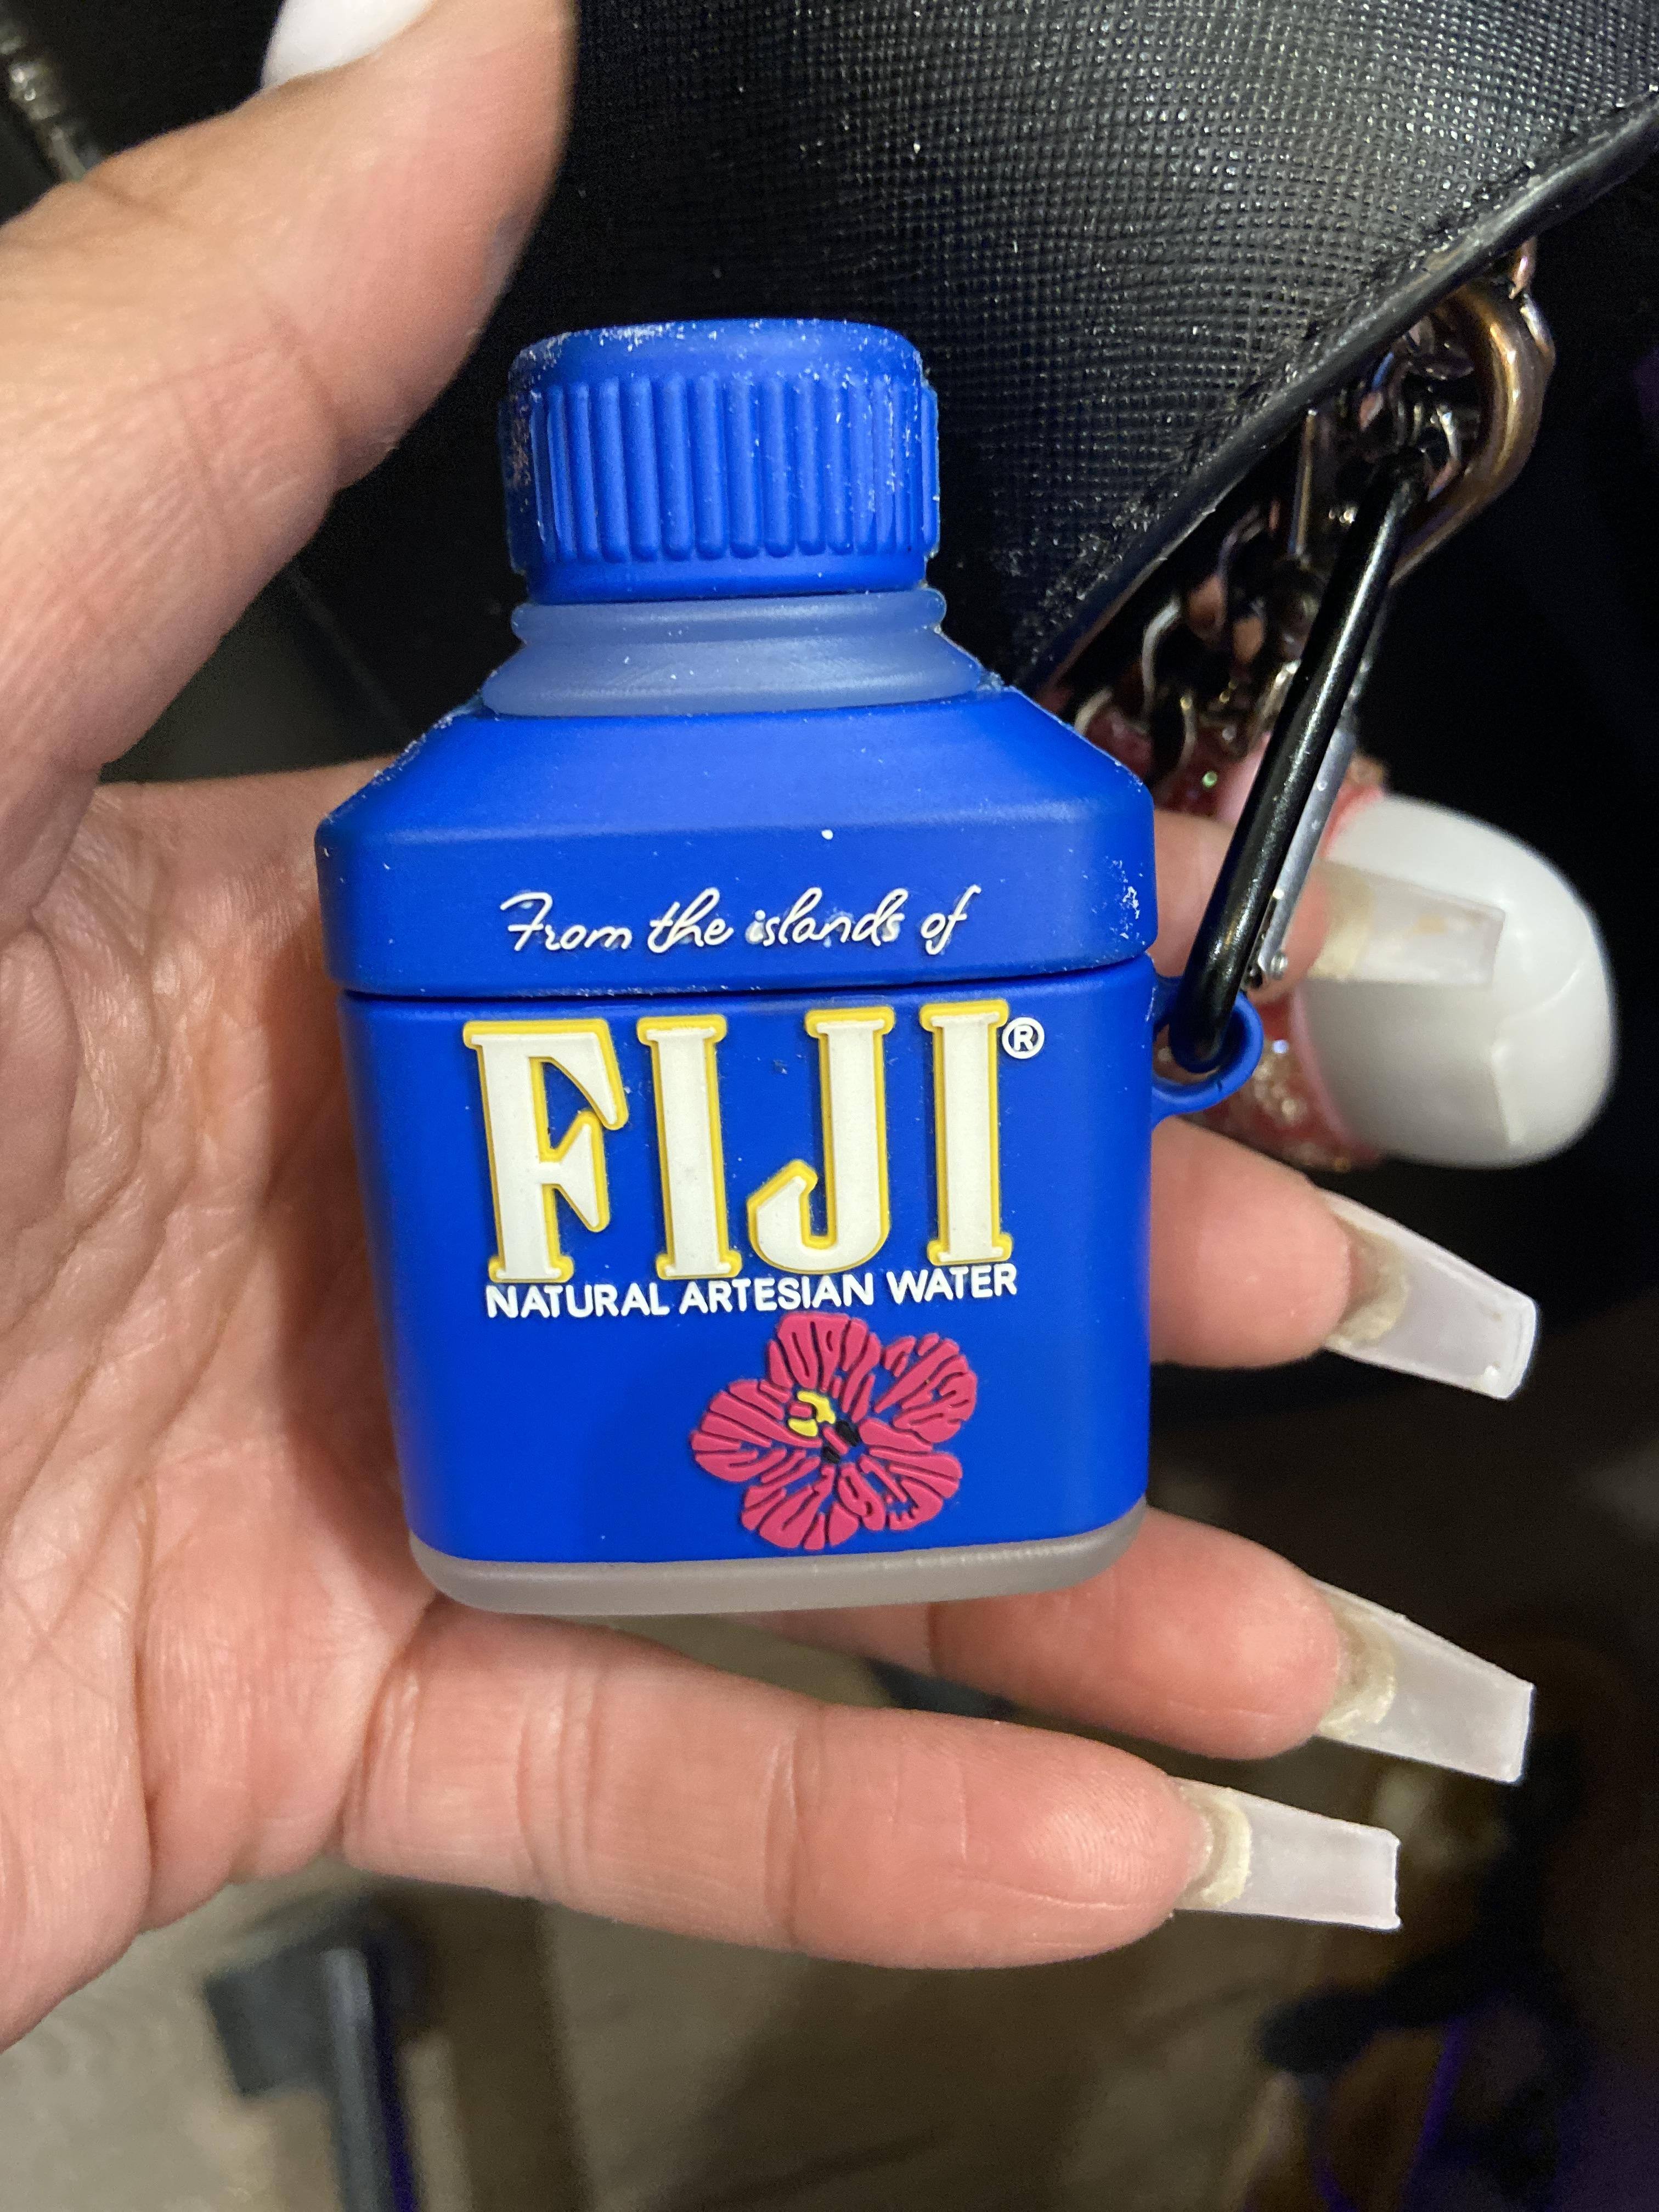 From the islands of
FIJI®
NATURAL ARTESIAN WATER